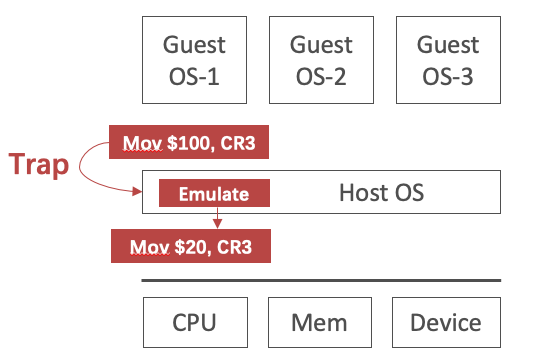 Guest
OS-1
Guest
OS-2
Guest
OS-3
Mov $100, CR3
Trap
Emulate
Host OS
Mov $20, CR3
CPU
Mem
Device